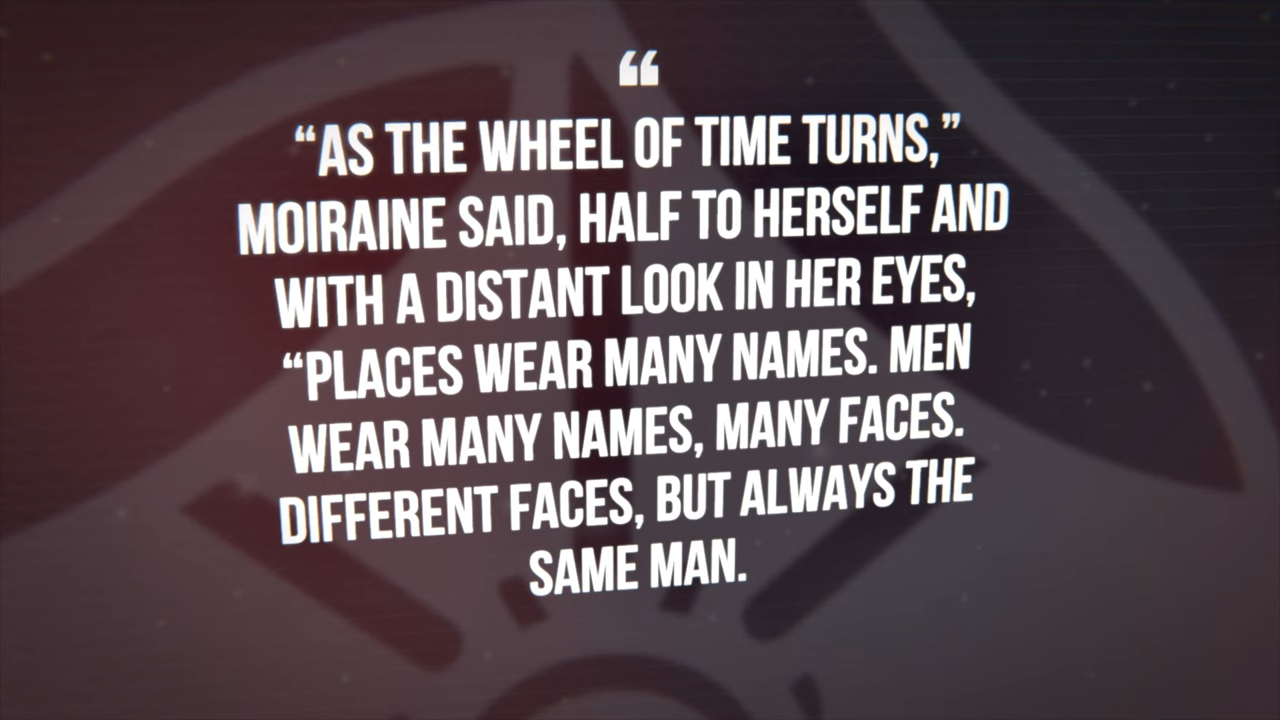 “
“AS THE WHEEL OF TIME TURNS,”
MOIRAINE SAID, HALF TO HERSELF AND
WITH A DISTANT LOOK IN HER EYES,
“PLACES WEAR MANY NAMES. MEN
WEAR MANY NAMES, MANY FACES.
DIFFERENT FACES, BUT ALWAYS THE
SAME MAN.